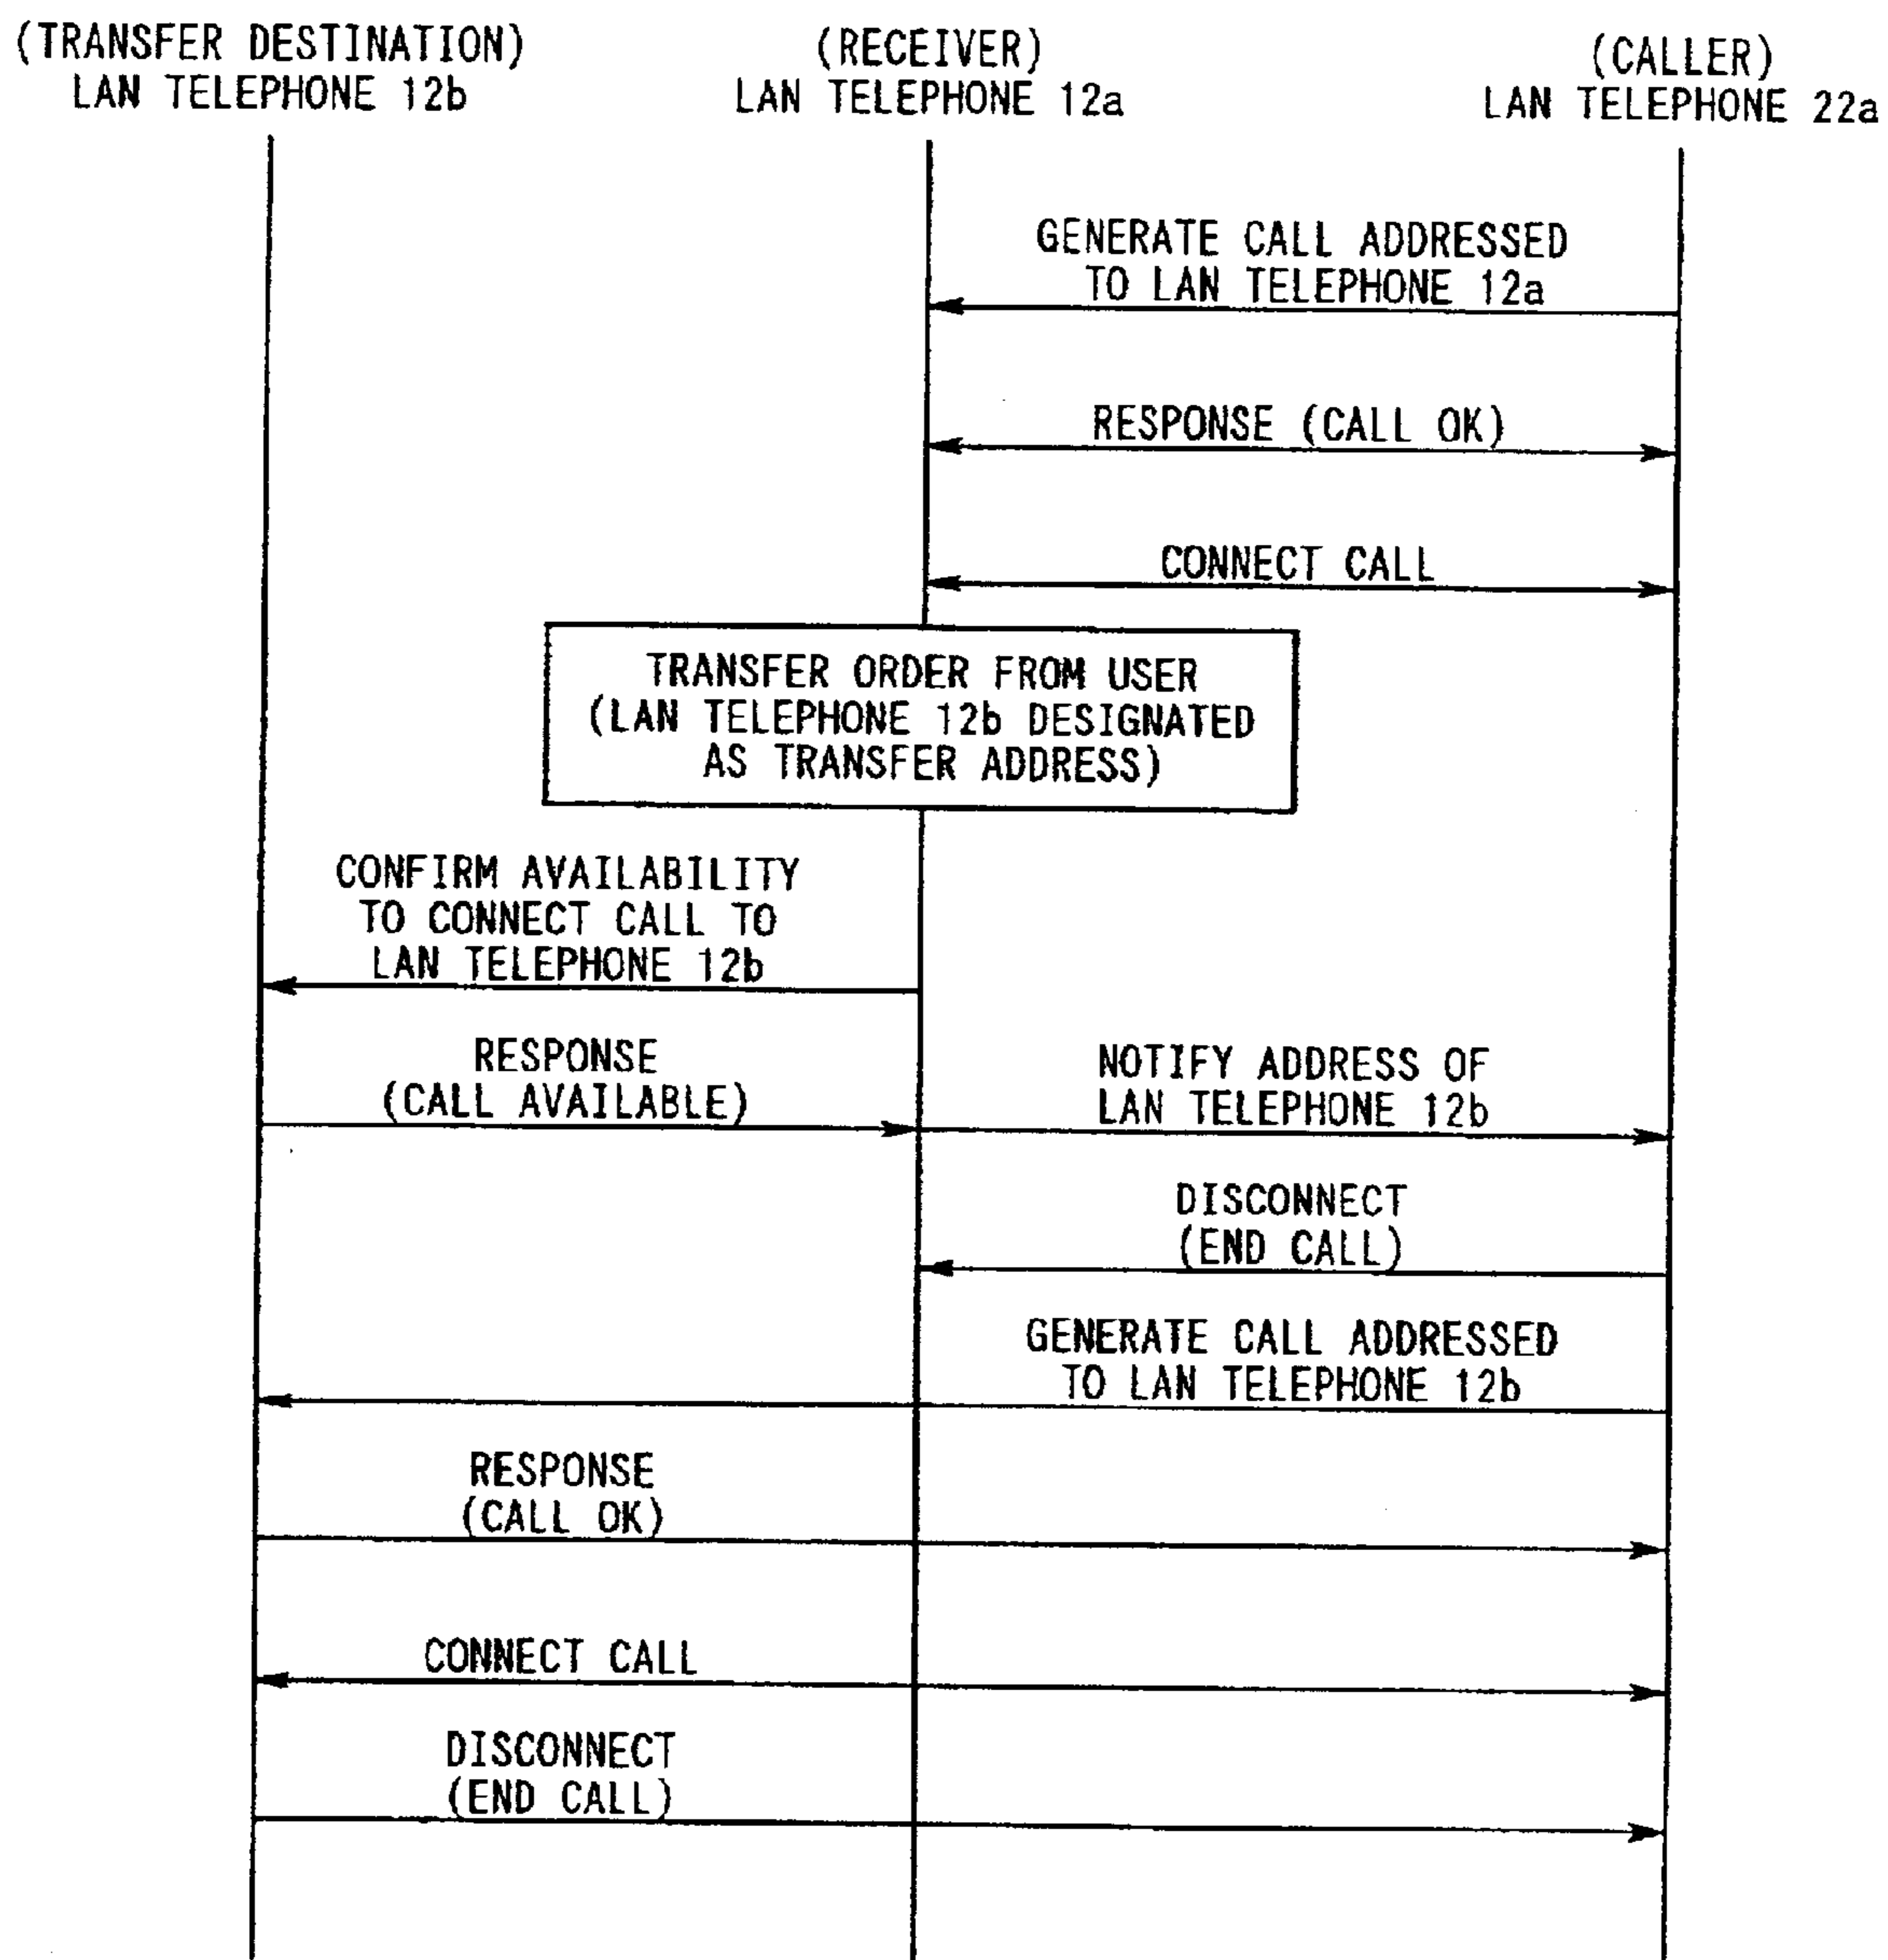 (TRANSFER DESTINATION)
LAN TELEPHONE 12b
(RECEIVER)
LAN TELEPHONE 12a
(CALLER)
LAN TELEPHONE 22a
GENERATE CALL ADDRESSED
TO LAN TELEPHONE 12a
RESPONSE (CALL OK)
CONNECT CALL
TRANSFER ORDER FROM USER
(LAN TELEPHONE 12b DESIGNATED
AS TRANSFER ADDRESS)
CONFIRM AVAILABILITY
TO CONNECT CALL TO
LAN TELEPHONE 12b
RESPONSE
(CALL AVAILABLE)
NOTIFY ADDRESS OF
LAN TELEPHONE 12b
DISCONNECT
(END CALL)
GENERATE CALL ADDRESSED
TO LAN TELEPHONE 12b
RESPONSE
(CALL OK)
CONNECT CALL
DISCONNECT
(END CALL)